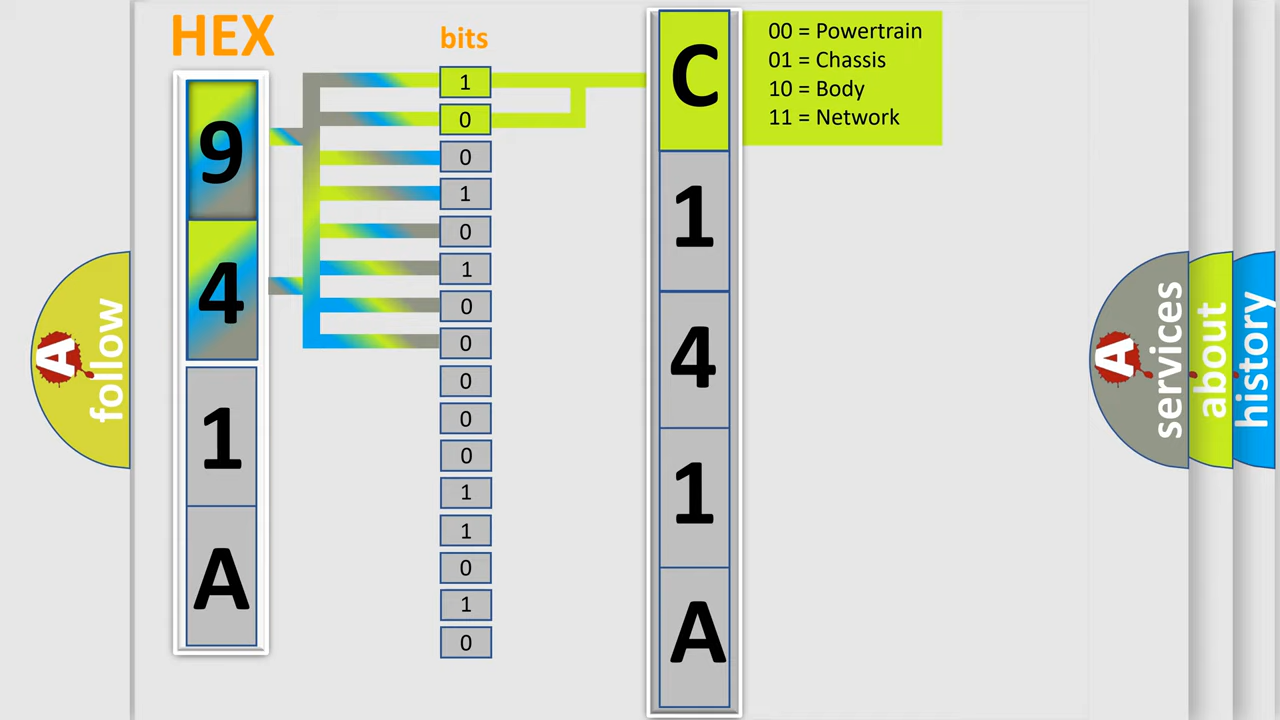 HEX
bits
9
4
1
A
1
0
0
1
0
1
0
0
0
0
0
1
1
0
1
0
C
1
4
1
A
00 = Powertrain
01 = Chassis
10 = Body
11 = Network
A
follow
A
services
about
history